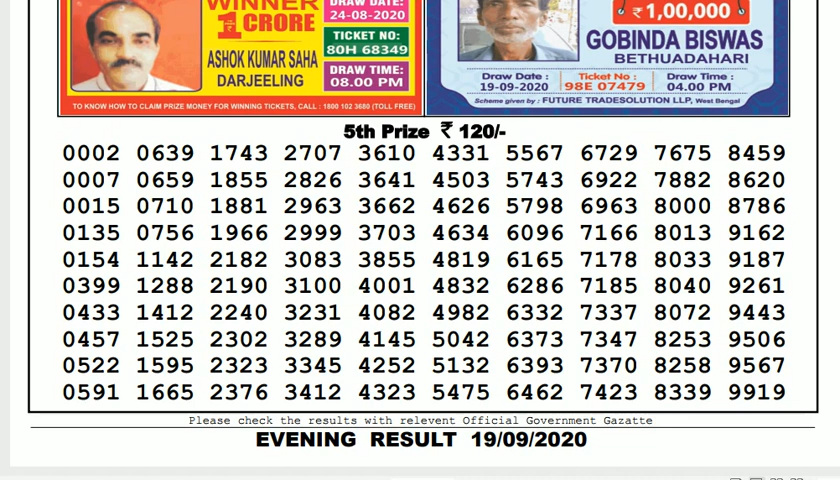 WINNER
₹ 1 CRORE
ASHOK KUMAR SAHA
DARJEELING
DRAW DATE:
24-08-2020
TICKET NO:
80H 68349
DRAW TIME:
08.00 PM
TO KNOW HOW TO CLAIM PRIZE MONEY FOR WINNING TICKETS, CALL : 1800 102 3680 (TOLL FREE)
₹ 1,00,000
GOBINDA BISWAS
BETHUADAHARI
Draw Date : Ticket No : Draw Time :
19-09-2020 98E 07479 04.00 PM
Scheme given by : FUTURE TRADESOLUTION LLP, West Bengal
5th Prize ₹ 120/-
0002 0639 1743 2707 3610 4331 5567 6729 7675 8459
0007 0659 1855 2826 3641 4503 5743 6922 7882 8620
0015 0710 1881 2963 3662 4626 5798 6963 8000 8786
0135 0756 1966 2999 3703 4634 6096 7166 8013 9162
0154 1142 2182 3083 3855 4819 6165 7178 8033 9187
0399 1288 2190 3100 4001 4832 6286 7185 8040 9261
0433 1412 2240 3231 4082 4982 6332 7337 8072 9443
0457 1525 2302 3289 4145 5042 6373 7347 8253 9506
0522 1595 2323 3345 4252 5132 6393 7370 8258 9567
0591 1665 2376 3412 4323 5475 6462 7423 8339 9919
Please check the results with relevent Official Government Gazatte
EVENING RESULT 19/09/2020